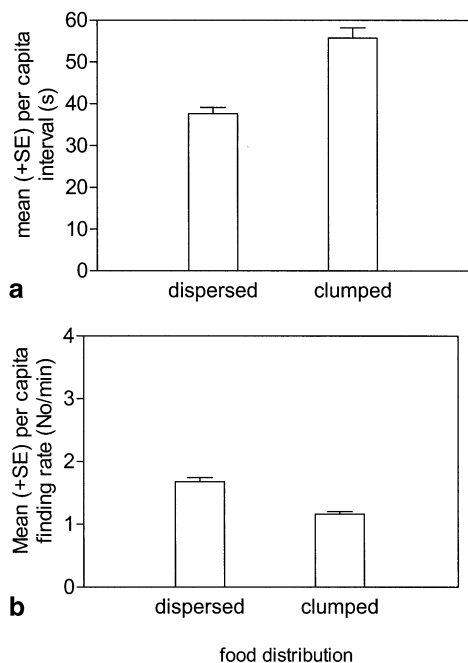 mean (+SE) per capita
interval (s)
60
50
40
30
20
10
0
dispersed clumped
a
Mean (+SE) per capita
finding rate (No/min)
4
3
2
1
0
dispersed clumped
b
food distribution